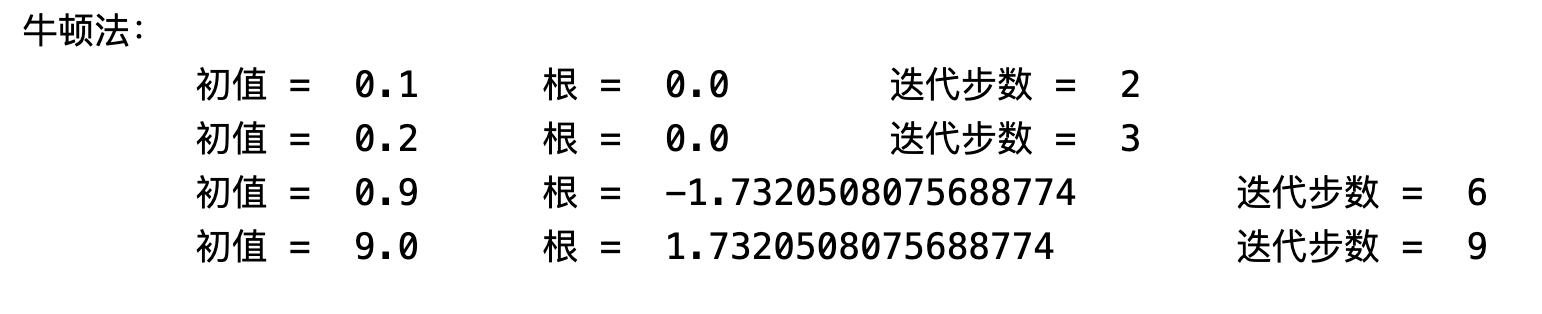 牛顿法:
初值 = 0.1 根 = 0.0 迭代步数 = 2
初值 = 0.2 根 = 0.0 迭代步数 = 3
初值 = 0.9 根 = -1.7320508075688774 迭代步数 = 6
初值 = 9.0 根 = 1.7320508075688774 迭代步数 = 9